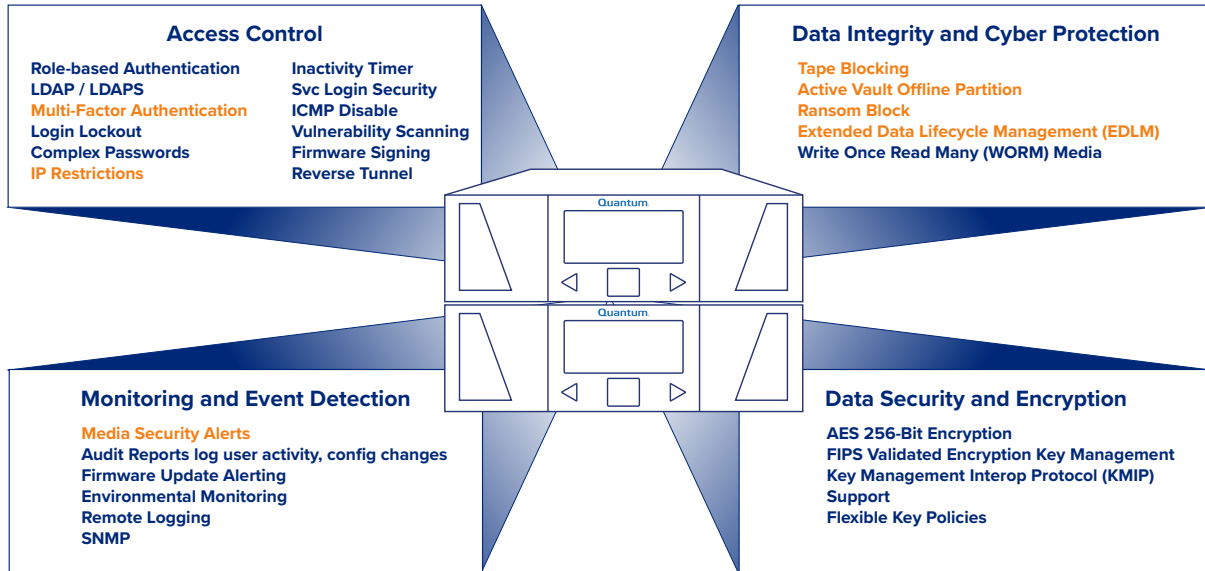 Access Control
Role-based Authentication
LDAP / LDAPS
Multi-Factor Authentication
Login Lockout
Complex Passwords
IP Restrictions
Inactivity Timer
Svc Login Security
ICMP Disable
Vulnerability Scanning
Firmware Signing
Reverse Tunnel
Data Integrity and Cyber Protection
Tape Blocking
Active Vault Offline Partition
Ransom Block
Extended Data Lifecycle Management (EDLM)
Write Once Read Many (WORM) Media
Quantum.
Quantum.
Monitoring and Event Detection
Media Security Alerts
Audit Reports log user activity, config changes
Firmware Update Alerting
Environmental Monitoring
Remote Logging
SNMP
Data Security and Encryption
AES 256-Bit Encryption
FIPS Validated Encryption Key Management
Key Management Interop Protocol (KMIP)
Support
Flexible Key Policies